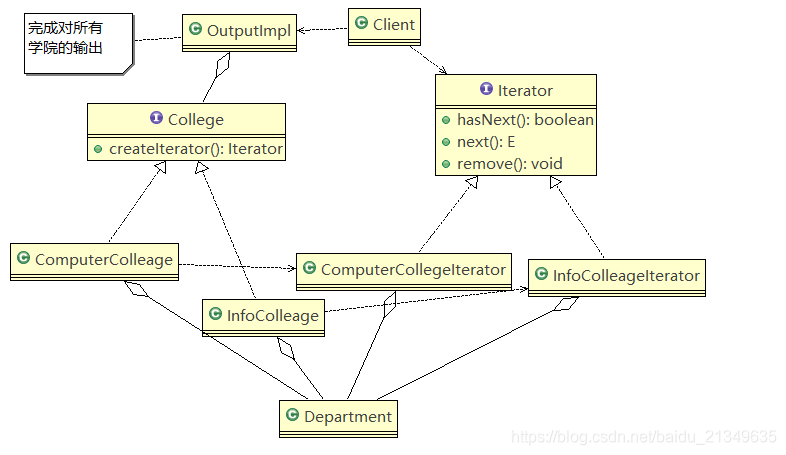 完成对所有
学院的输出
OutputImpl
Client
Iterator
hasNext(): boolean
next(): E
remove(): void
College
createIterator(): Iterator
ComputerColleage
ComputerCollegeIterator
InfoColleageIterator
InfoColleage
Department
https://blog.csdn.net/baidu_21349635